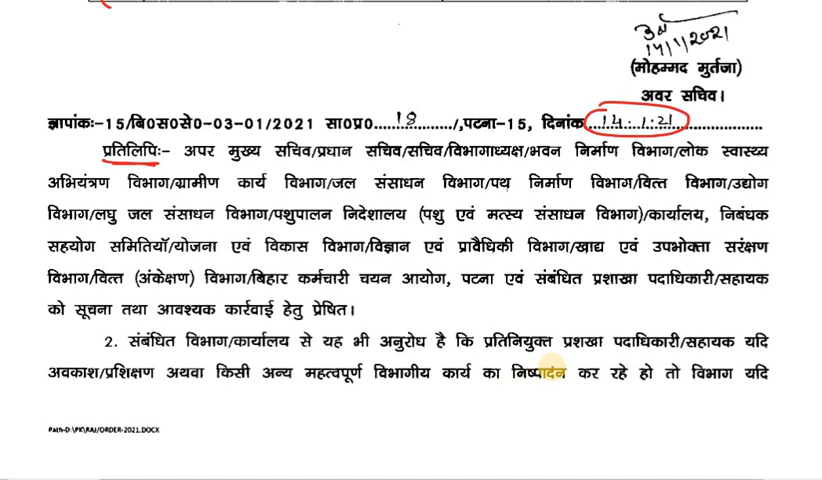 14/1/2021
(मोहम्मद मुर्तजा)
अवर सचिव।
ज्ञापांकः-15/बि0स0से0-03-01/2021 सा0प्र0....18........./,पटना-15, दिनांक...14.1.21...............
प्रतिलिपिः- अपर मुख्य सचिव/प्रधान सचिव/सचिव/विभागाध्यक्ष/भवन निर्माण विभाग/लोक स्वास्थ्य
अभियंत्रण विभाग/ग्रामीण कार्य विभाग/जल संसाधन विभाग/पथ निर्माण विभाग/वित्त विभाग/उद्योग
विभाग/लघु जल संसाधन विभाग/पशुपालन निदेशालय (पशु एवं मत्स्य संसाधन विभाग)/कार्यालय, निबंधक
सहयोग समितियॉ/योजना एवं विकास विभाग/विज्ञान एवं प्रावैधिकी विभाग/खाद्य एवं उपभोक्ता सरंक्षण
विभाग/वित्त (अंकेक्षण) विभाग/बिहार कर्मचारी चयन आयोग, पटना एवं संबंधित प्रशाखा पदाधिकारी/सहायक
को सूचना तथा आवश्यक कार्रवाई हेतु प्रेषित।
2. संबंधित विभाग/कार्यालय से यह भी अनुरोध है कि प्रतिनियुक्त प्रशखा पदाधिकारी/सहायक यदि
अवकाश/प्रशिक्षण अथवा किसी अन्य महत्वपूर्ण विभागीय कार्य का निष्पादंन कर रहे हो तो विभाग यदि
Path-D:\PK\RAJ/ORDER-2021.DOCX